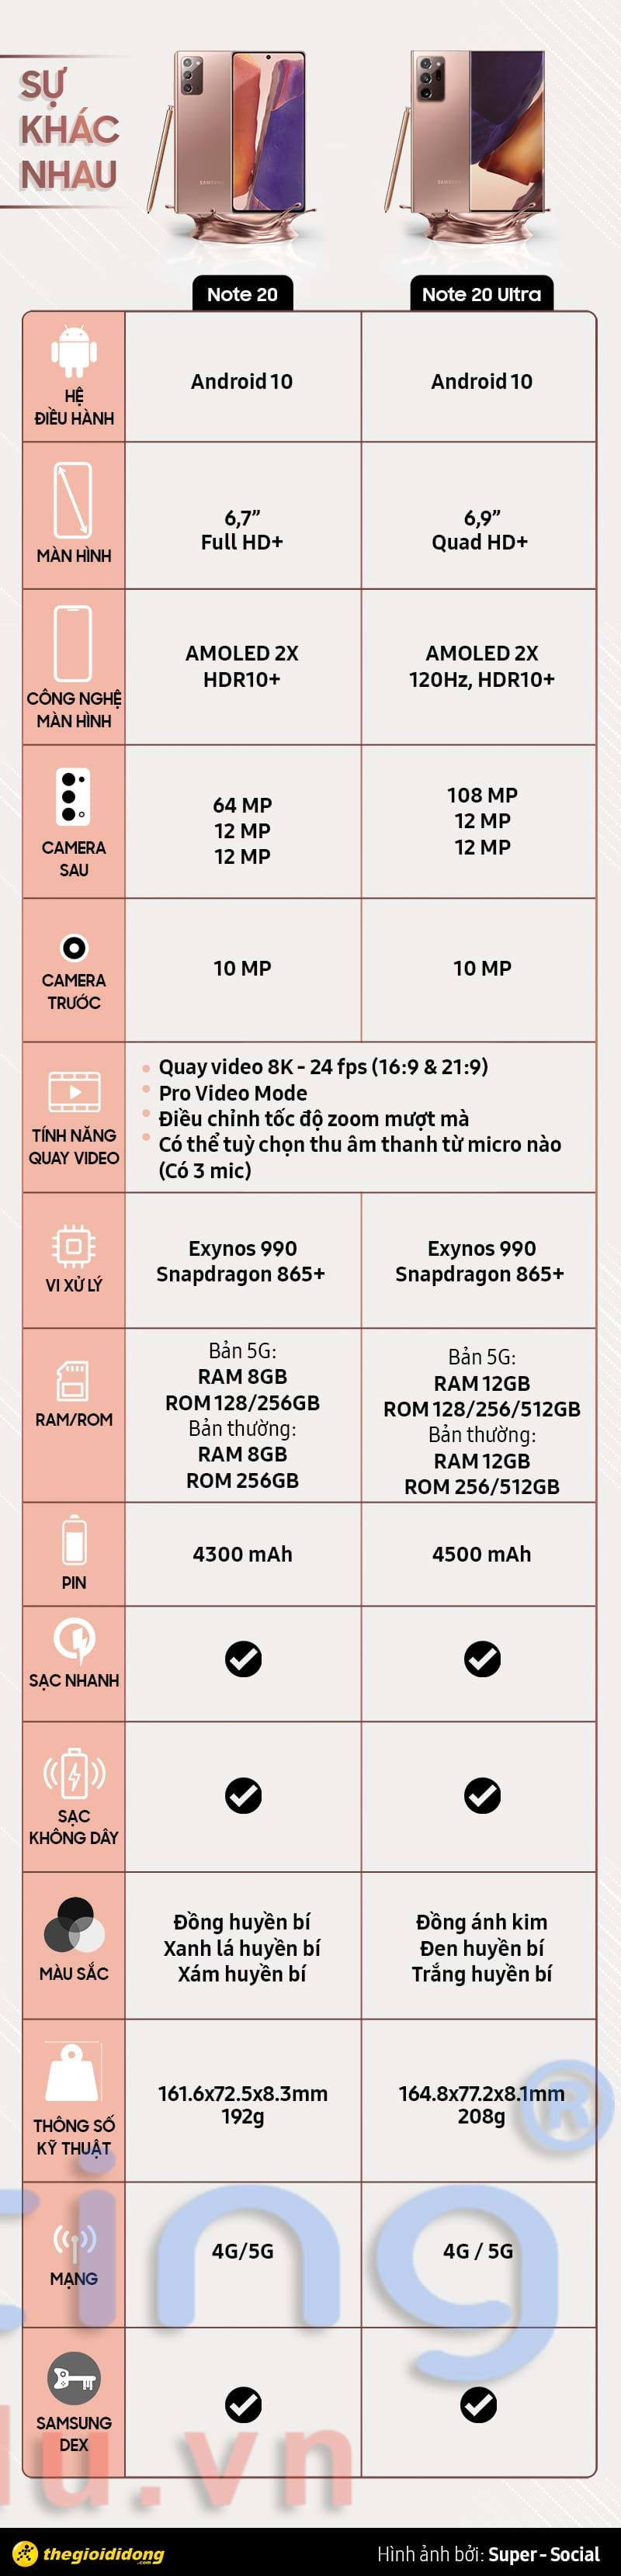 SỰ
KHÁC
NHAU
SAMSUNG
SAMSUNG
Note 20
Note 20 Ultra
HỆ
ĐIỀU HÀNH
Android 10
Android 10
MÀN HÌNH
6,7”
Full HD+
6,9”
Quad HD+
CÔNG NGHỆ
MÀN HÌNH
AMOLED 2X
HDR10+
AMOLED 2X
120Hz, HDR10+
CAMERA
SAU
64 MP
12 MP
12 MP
108 MP
12 MP
12 MP
CAMERA
TRƯỚC
10 MP
10 MP
TÍNH NĂNG
QUAY VIDEO
Quay video 8K - 24 fps (16:9 & 21:9)
Pro Video Mode
Điều chỉnh tốc độ zoom mượt mà
Có thể tuỳ chọn thu âm thanh từ micro nào
(Có 3 mic)
VI XỬ LÝ
Exynos 990
Snapdragon 865+
Exynos 990
Snapdragon 865+
RAM/ROM
Bản 5G:
RAM 8GB
ROM 128/256GB
Bản thường:
RAM 8GB
ROM 256GB
Bản 5G:
RAM 12GB
ROM 128/256/512GB
Bản thường:
RAM 12GB
ROM 256/512GB
PIN
4300 mAh
4500 mAh
SẠC NHANH
SẠC
KHÔNG DÂY
MÀU SẮC
Đồng huyền bí
Xanh lá huyền bí
Xám huyền bí
Đồng ánh kim
Đen huyền bí
Trắng huyền bí
THÔNG SỐ
KỸ THUẬT
161.6x72.5x8.3mm
192g
164.8x77.2x8.1mm
208g
®
ing
MẠNG
4G/5G
4G / 5G
SAMSUNG
DEX
du.vn
thegioididong
.com
Hình ảnh bởi: Super - Social